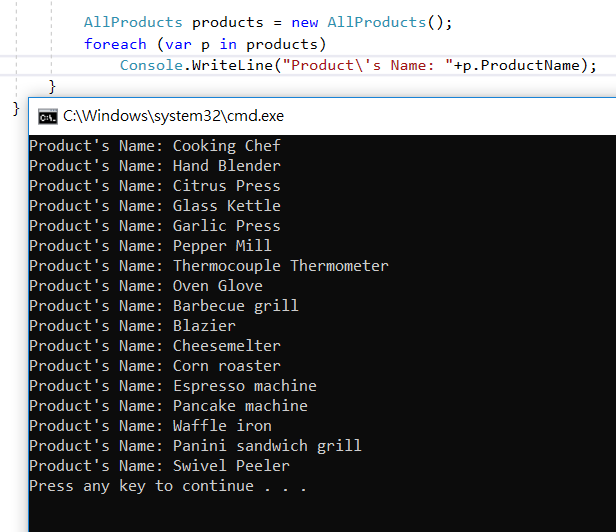 AllProducts products = new AllProducts();
foreach (var p in products)
Console.WriteLine("Product\'s Name: "+p.ProductName);
}
}
C:\Windows\system32\cmd.exe
Product's Name: Cooking Chef
Product's Name: Hand Blender
Product's Name: Citrus Press
Product's Name: Glass Kettle
Product's Name: Garlic Press
Product's Name: Pepper Mill
Product's Name: Thermocouple Thermometer
Product's Name: Oven Glove
Product's Name: Barbecue grill
Product's Name: Blazier
Product's Name: Cheesemelter
Product's Name: Corn roaster
Product's Name: Espresso machine
Product's Name: Pancake machine
Product's Name: Waffle iron
Product's Name: Panini sandwich grill
Product's Name: Swivel Peeler
Press any key to continue . . .